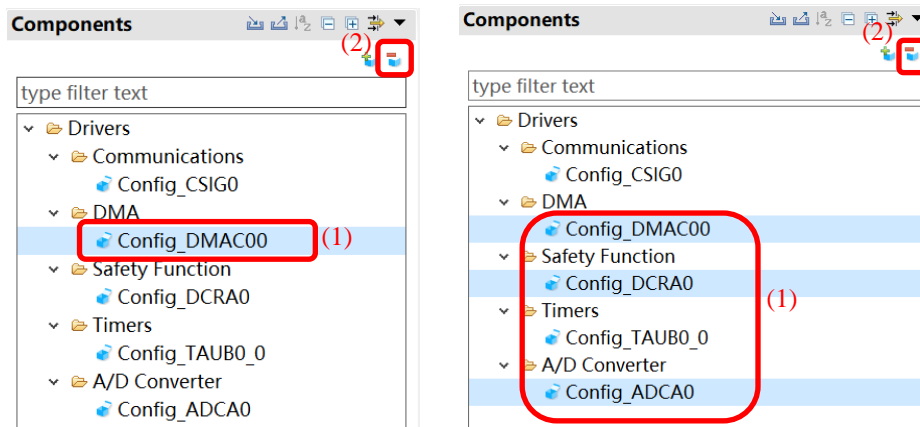 Components
(2)
type filter text
Drivers
Communications
Config_CSIG0
DMA
Config_DMAC00
(1)
Safety Function
Config_DCRA0
Timers
Config_TAUB0_0
A/D Converter
Config_ADCA0
Components
(2)
type filter text
Drivers
Communications
Config_CSIG0
DMA
Config_DMAC00
Safety Function
Config_DCRA0
(1)
Timers
Config_TAUB0_0
A/D Converter
Config_ADCA0